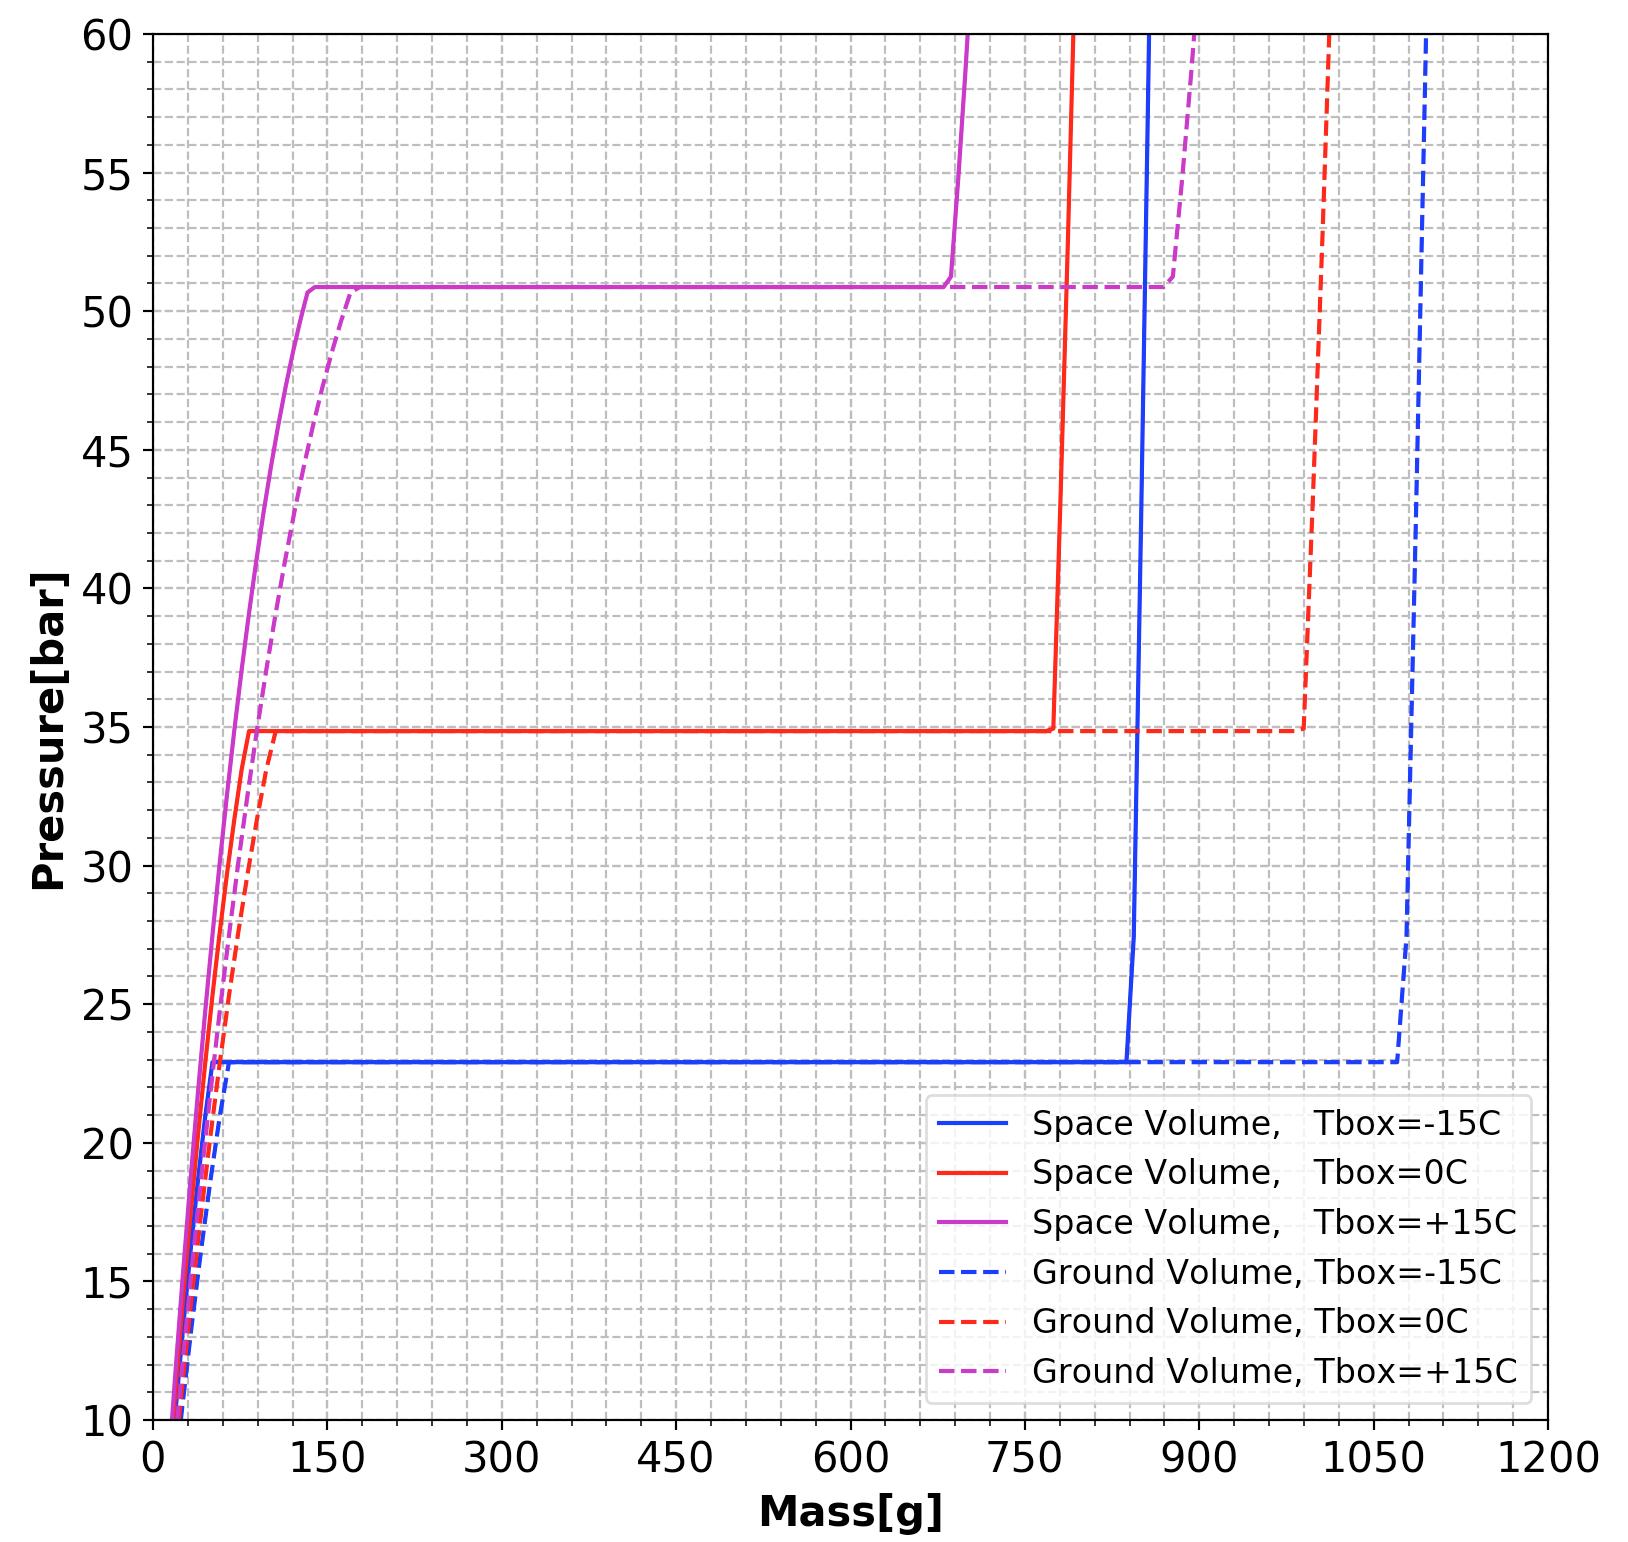 60
55
50
45
40
35
30
25
20
15
10
Pressure[bar]
Space Volume, Tbox=-15C
Space Volume, Tbox=0C
Space Volume, Tbox=+15C
Ground Volume, Tbox=-15C
Ground Volume, Tbox=0C
Ground Volume, Tbox=+15C
0 150 300 450 600 750 900 1050 1200
Mass[g]